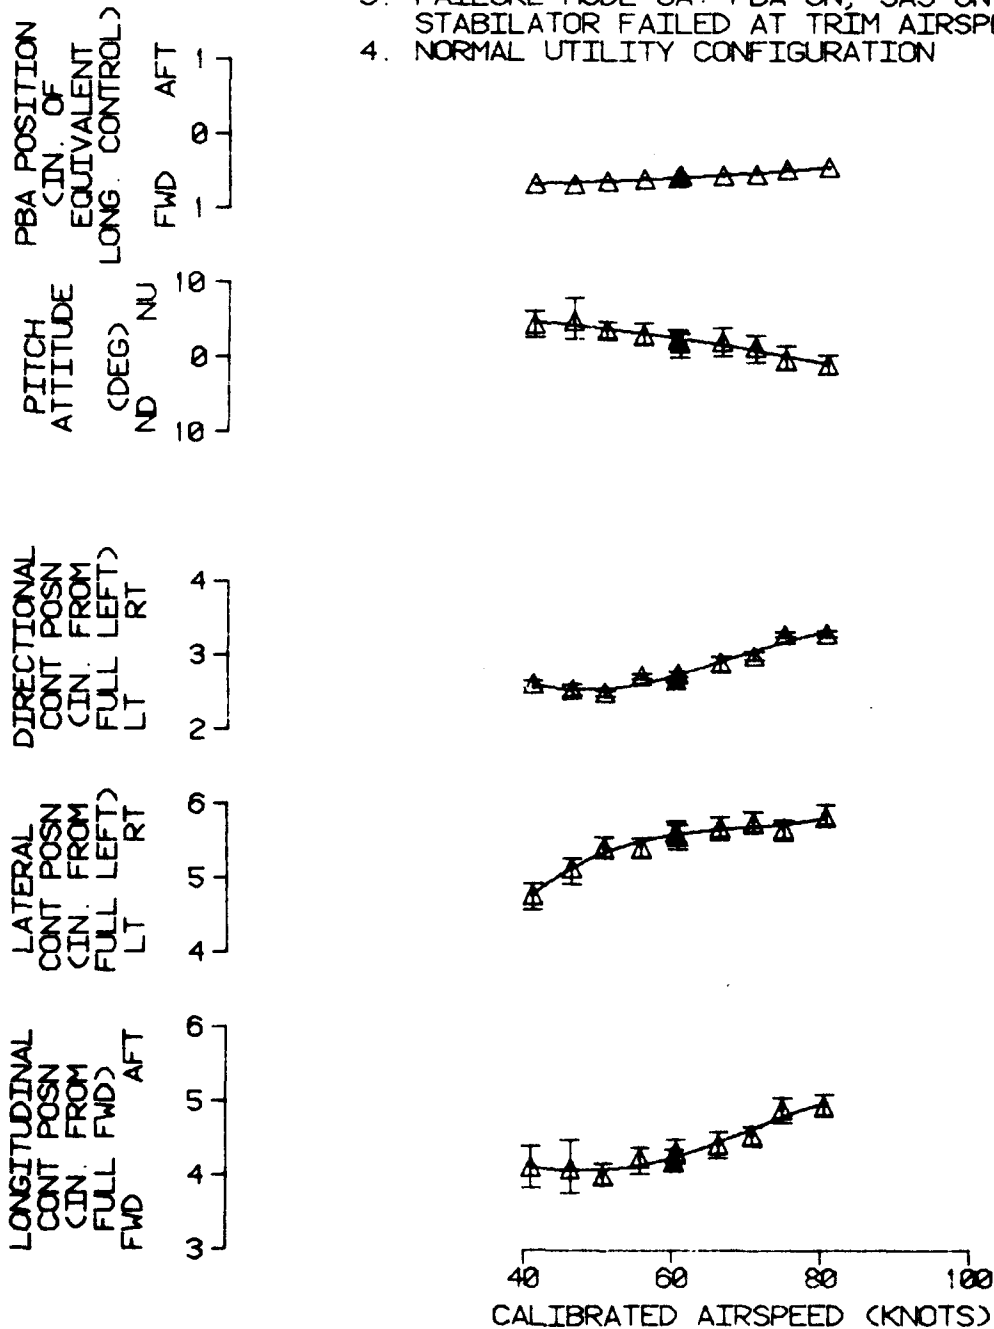 3. FAILURE MODE
STABILATOR FAILED AT TRIM
4. NORMAL UTILITY CONFIGURATION
PBA POSITION
(IN. OF
EQUIVALENT
LONG CONTROL)
FWD AFT
1
0
1
PITCH
ATTITUDE
(DEG)
ND NU
10
0
10
DIRECTIONAL
CONT POSN
(IN. FROM
FULL LEFT)
LT RT
4
3
2
LATERAL
CONT POSN
(IN. FROM
FULL LEFT)
LT RT
6
5
4
LONGITUDINAL
CONT POSN
(IN. FROM
FULL FWD)
FWD AFT
6
5
4
3
40 60 80 100
CALIBRATED AIRSPEED (KNOTS)